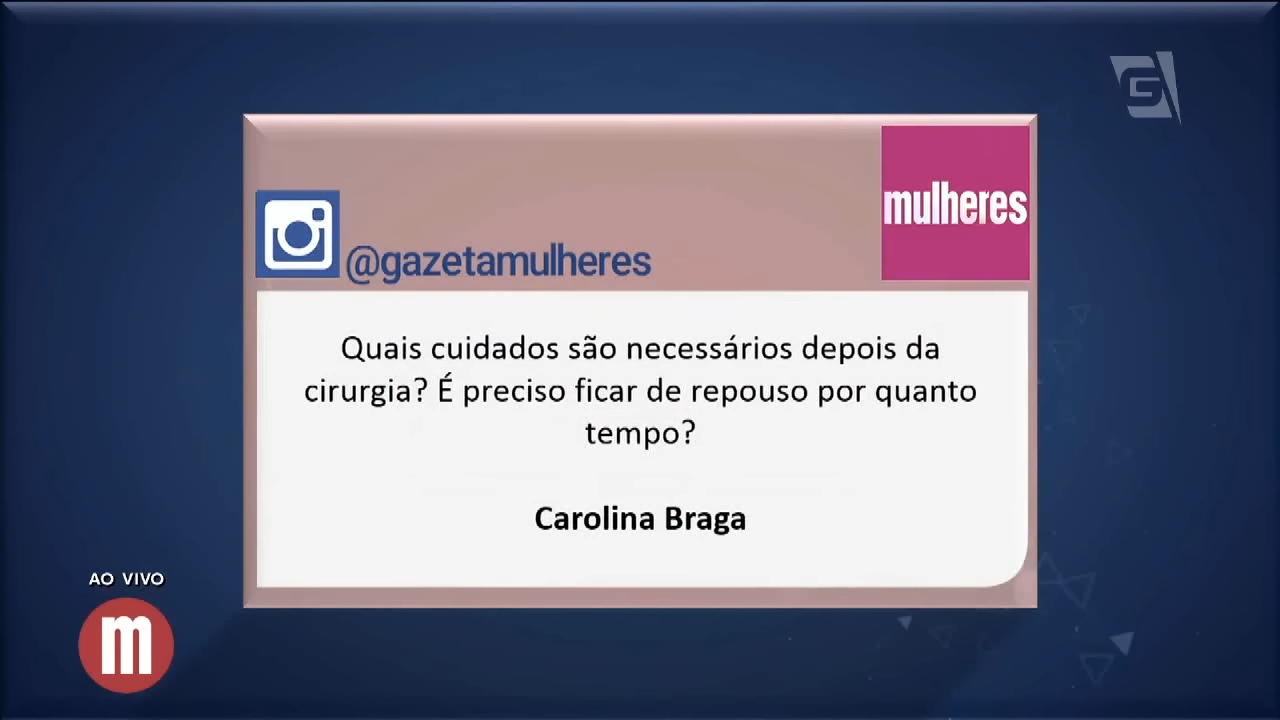 G
mulheres
@gazetamulheres
Quais cuidados são necessários depois da
cirurgia? É preciso ficar de repouso por quanto
tempo?
Carolina Braga
AO VIVO
m